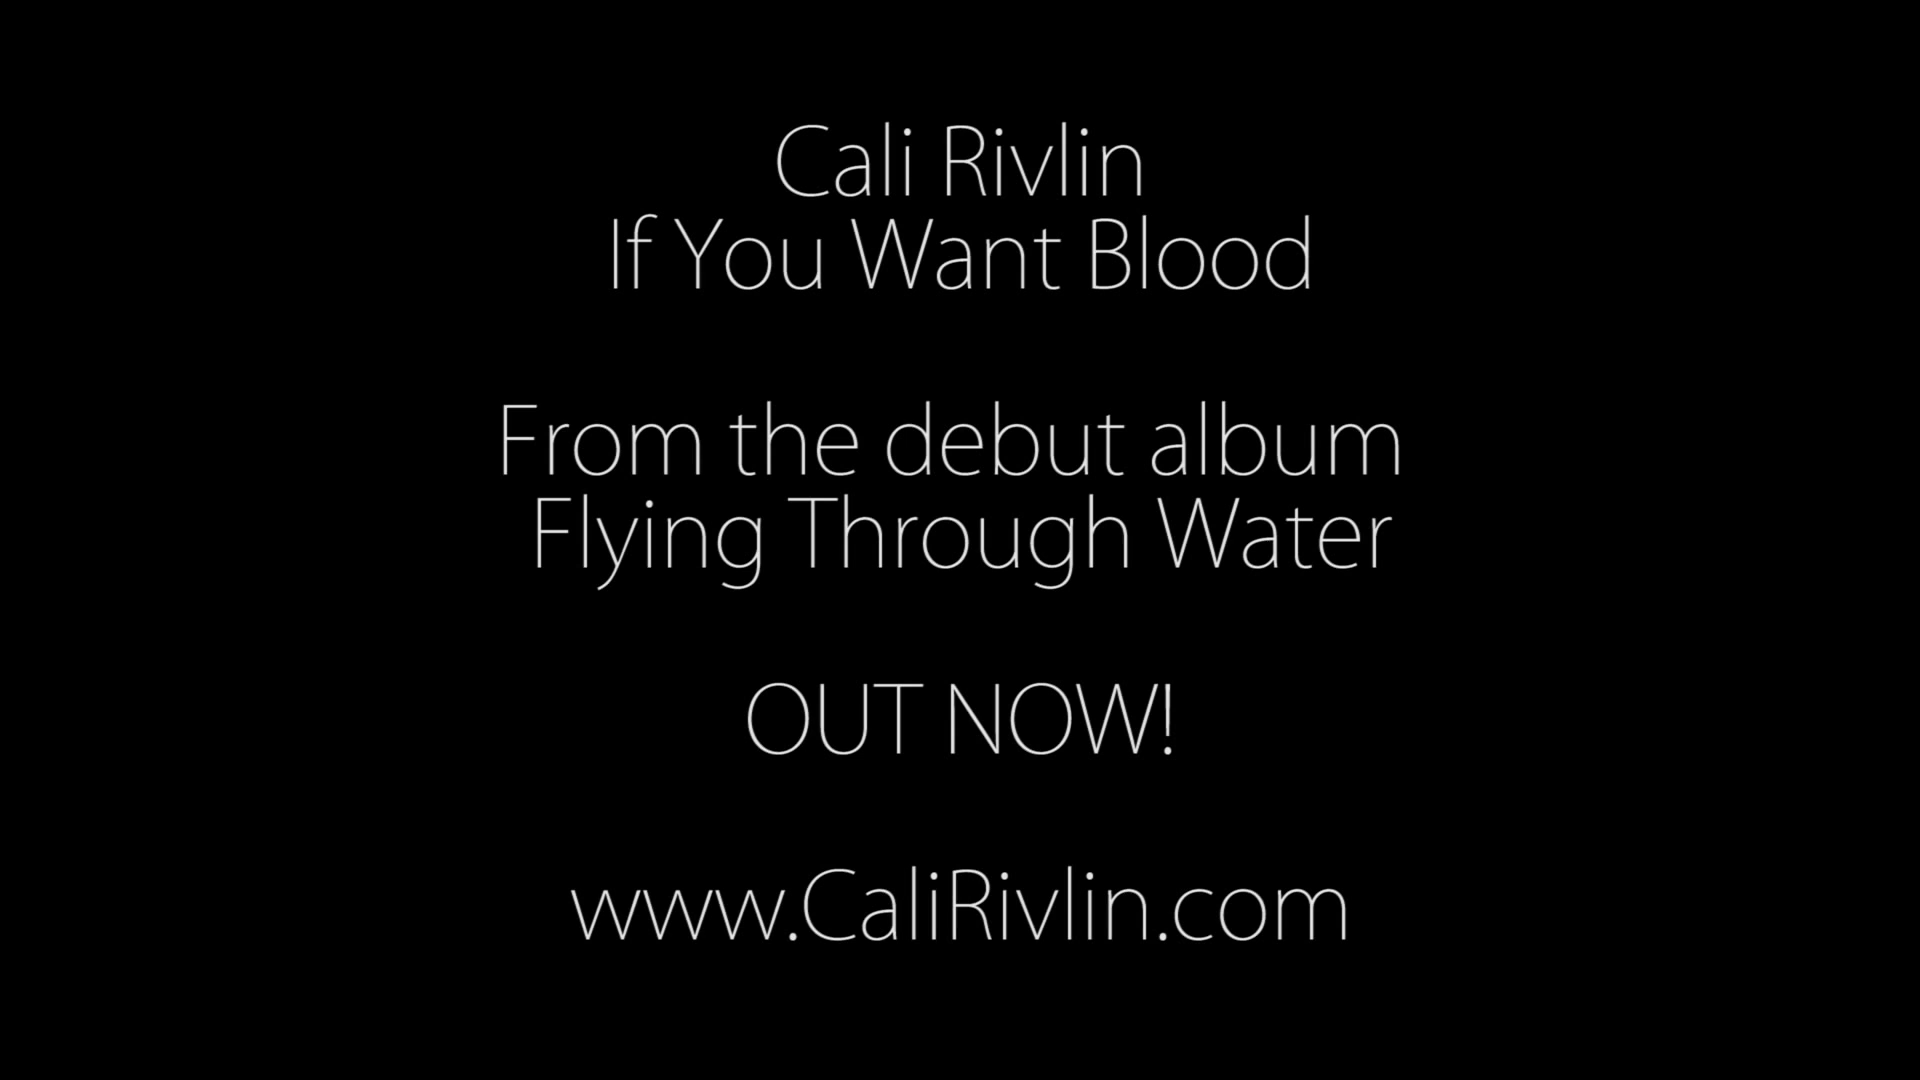 Cali Rivlin
If You Want Blood
From the debut album
Flying Through Water
OUT NOW!
www.CaliRivlin.com